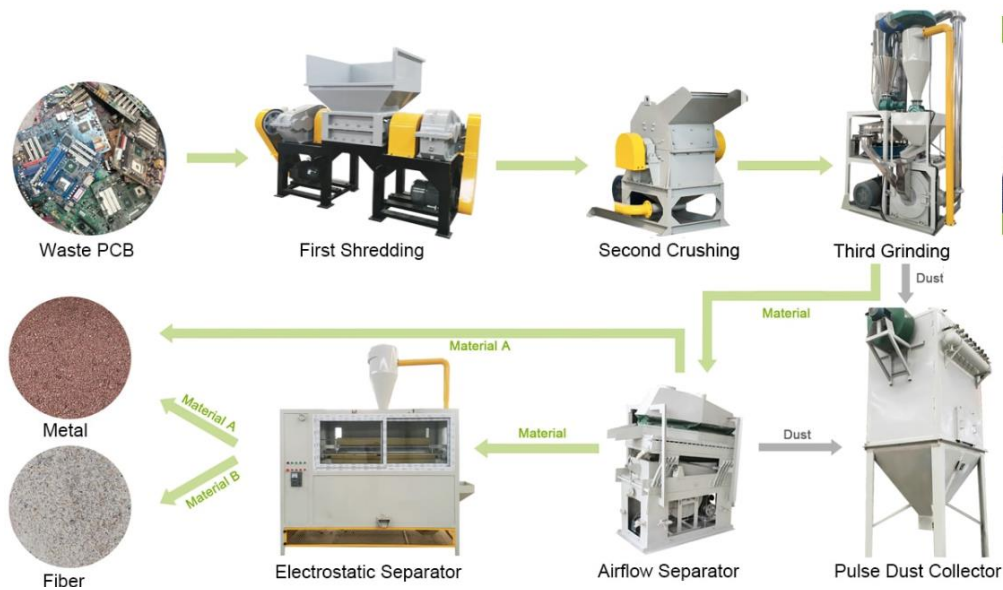 Waste PCB
First Shredding
Second Crushing
Third Grinding
Dust
Material
Material A
Metal
Material A
Material
Dust
Material B
Fiber
Electrostatic Separator
Airflow Separator
Pulse Dust Collector